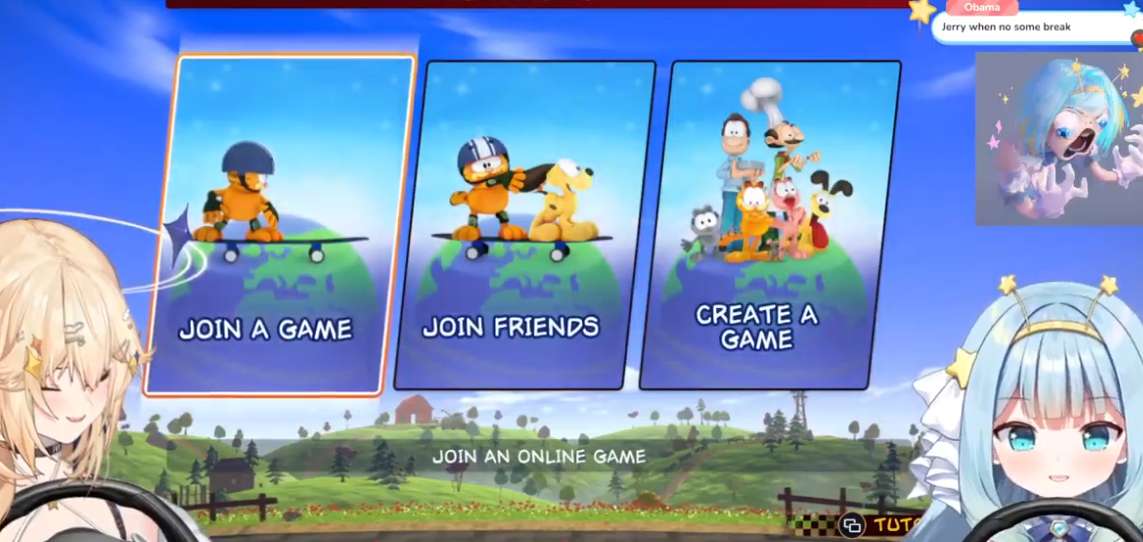 Obama
Jerry when no some break
JOIN A GAME
JOIN FRIENDS
CREATE A
GAME
JOIN AN ONLINE GAME